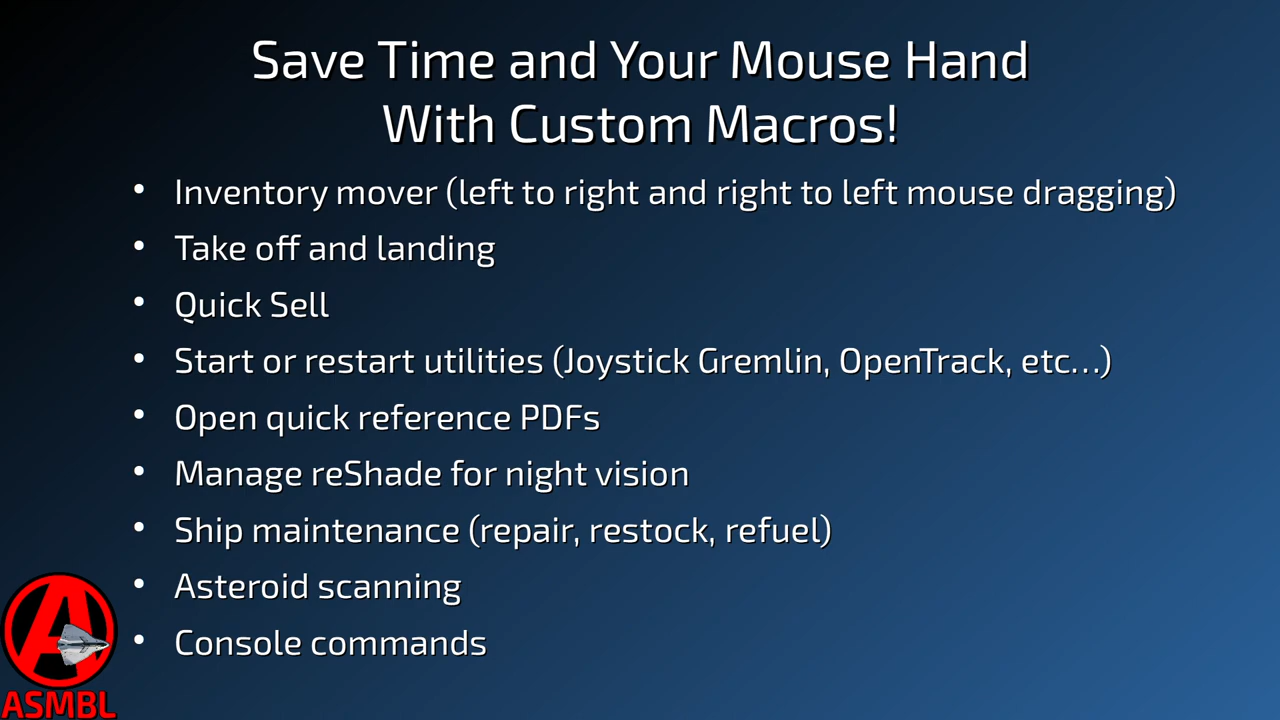 Save Time and Your Mouse Hand
With Custom Macros!
• Inventory mover (left to right and right to left mouse dragging)
• Take off and landing
• Quick Sell
• Start or restart utilities (Joystick Gremlin, OpenTrack, etc...)
• Open quick reference PDFs
• Manage reShade for night vision
• Ship maintenance (repair, restock, refuel)
• Asteroid scanning
• Console commands
A
ASMBL